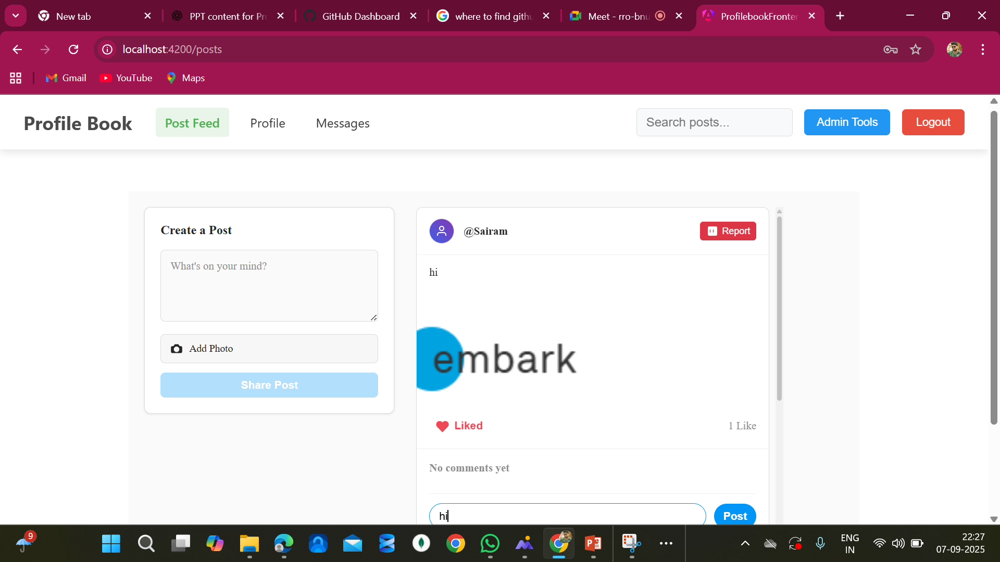 New tab
PPT content for Pr
GitHub Dashboard
where to find gith
Meet - rro-bnu
ProfilebookFronter
localhost:4200/posts
Gmail
YouTube
Maps
Profile Book
Post Feed
Profile
Messages
Search posts...
Admin Tools
Logout
Create a Post
What's on your mind?
Add Photo
Share Post
@Sairam
Report
hi
embark
Liked
1 Like
No comments yet
hi
Post
9
ENG
IN
22:27
07-09-2025